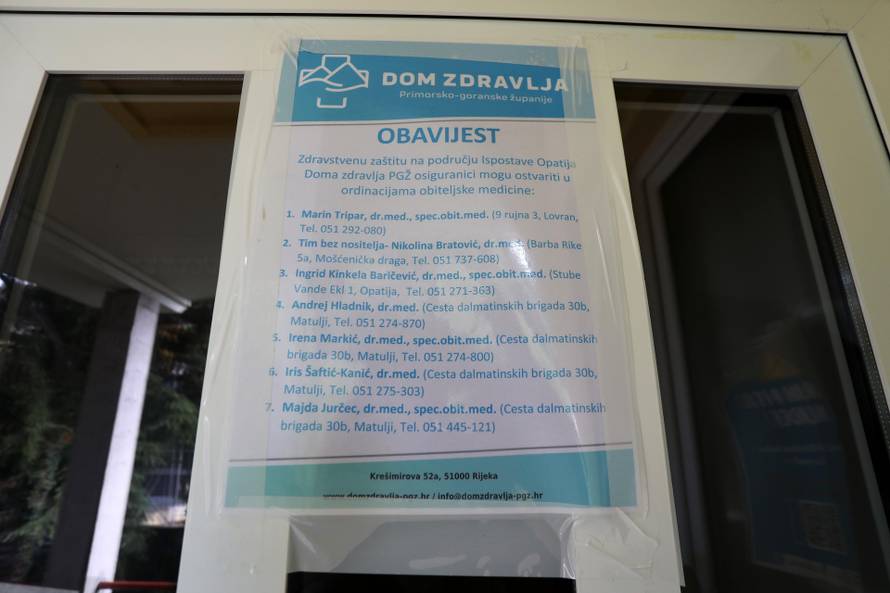 DOM ZDRAVLJA
Primorsko-goranske županije
OBAVIJEST
Zdravstvenu zaštitu na području Ispostave Opatija
Doma zdravlja PGŽ osiguranici mogu ostvariti u
ordinacijama obiteljske medicine:
1. Marin Tripar, dr.med., spec.obit.med. (9 rujna 3, Lovran,
Tel. 051 292-080)
2. Tim bez nositelja- Nikolina Bratović, dr.med. (Barba Rike
5a, Mošćenička draga, Tel. 051 737-608)
3. Ingrid Kinkela Baričević, dr.med., spec.obit.med. (Stube
Vande Ekl 1, Opatija, Tel. 051 271-363)
4. Andrej Hladnik, dr.med. (Cesta dalmatinskih brigada 30b,
Matulji, Tel. 051 274-870)
5. Irena Markić, dr.med., spec.obit.med. (Cesta dalmatinskih
brigada 30b, Matulji, Tel. 051 274-800)
6. Iris Šaftić-Kanić, dr.med. (Cesta dalmatinskih brigada 30b,
Matulji, Tel. 051 275-303)
7. Majda Jurčec, dr.med., spec.obit.med. (Cesta dalmatinskih
brigada 30b, Matulji, Tel. 051 445-121)
Krešimirova 52a, 51000 Rijeka
www.domzdravlja-pgz.hr / info@domzdravlja-pgz.hr